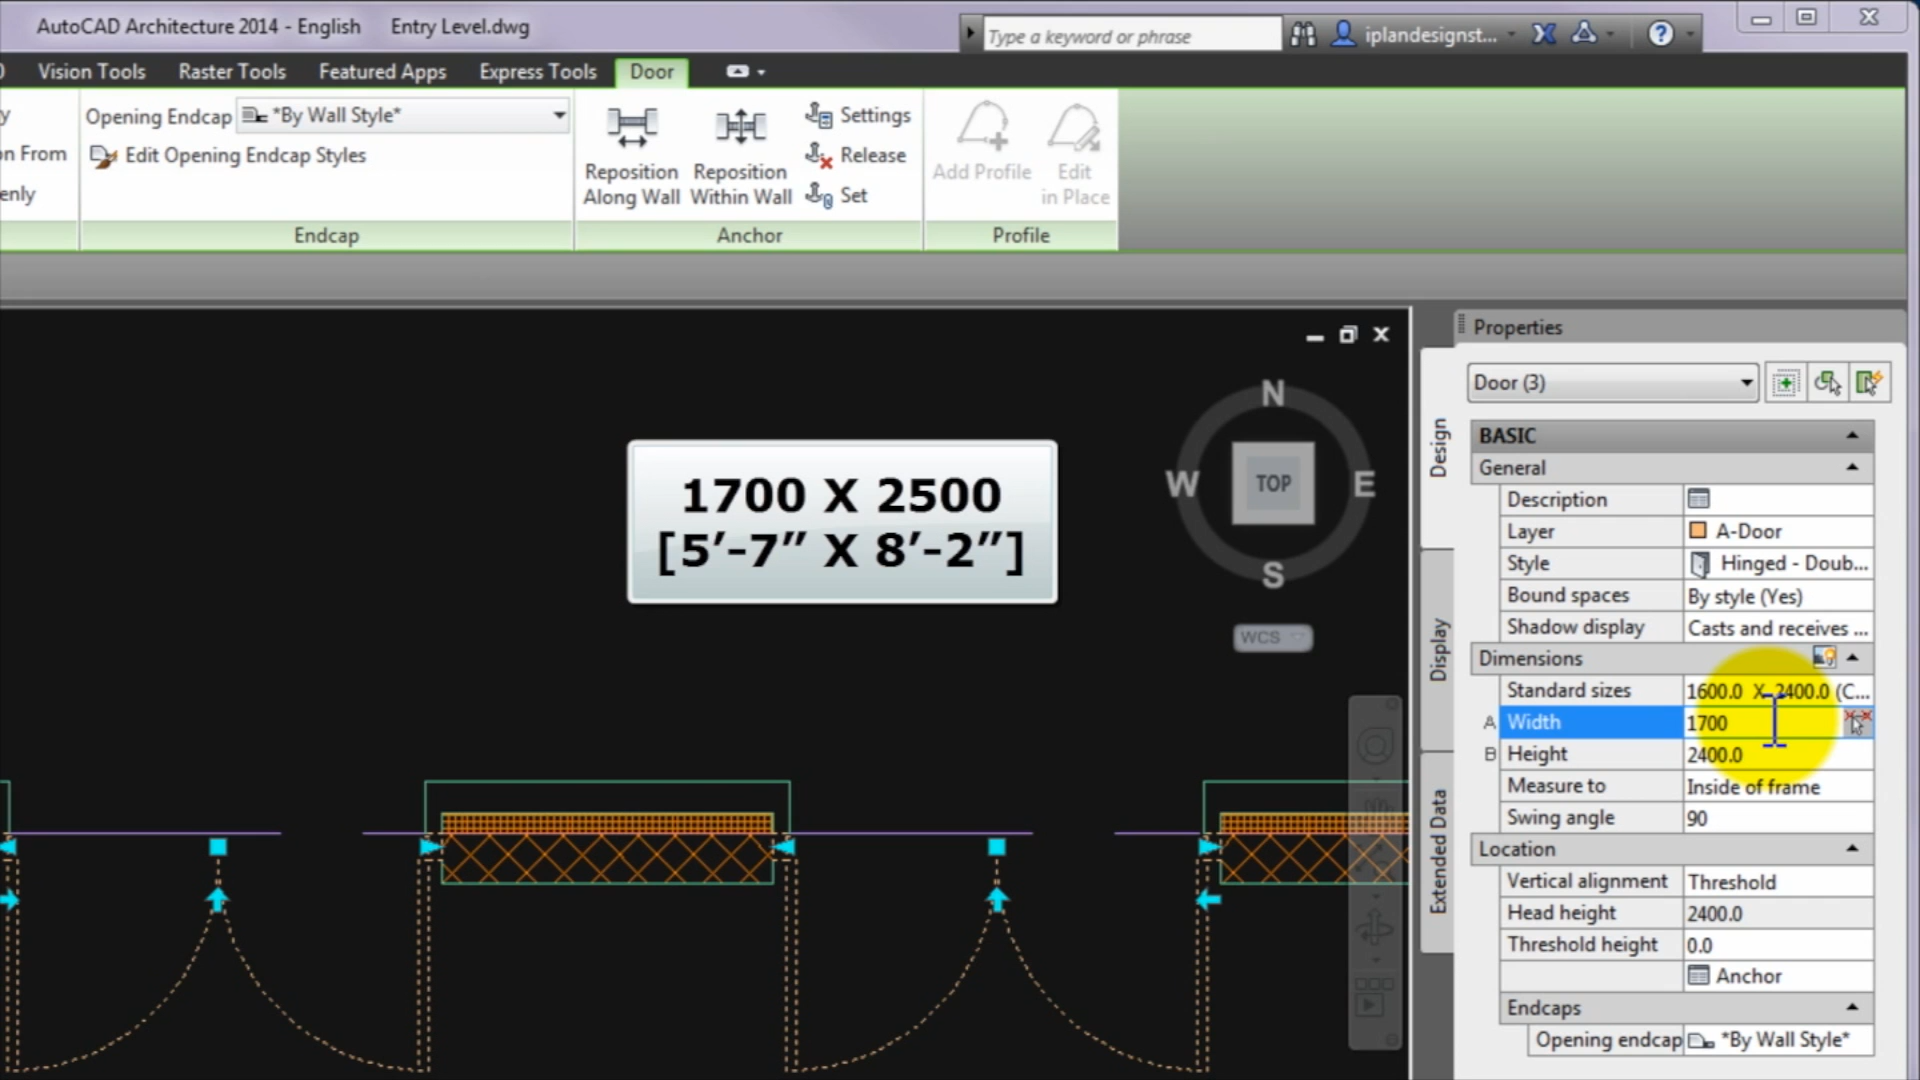 AutoCAD Architecture 2014 - English Entry Level.dwg
Type a keyword or phrase
iplandesignst...
Vision Tools Raster Tools Featured Apps Express Tools Door
Opening Endcap *By Wall Style*
Edit Opening Endcap Styles
on From
enly
Reposition Along Wall
Reposition Within Wall
Settings
Release
Set
Add Profile
Edit in Place
Endcap Anchor Profile
1700 X 2500
[5'-7" X 8'-2"]
N
W TOP E
S
WCS
Properties
Door (3)
Design
Display
Extended Data
BASIC
General
Description
Layer A-Door
Style Hinged - Doub...
Bound spaces By style (Yes)
Shadow display Casts and receives ...
Dimensions
Standard sizes 1600.0 X 2400.0 (C...
A Width 1700
B Height 2400.0
Measure to Inside of frame
Swing angle 90
Location
Vertical alignment Threshold
Head height 2400.0
Threshold height 0.0
Anchor
Endcaps
Opening endcap *By Wall Style*